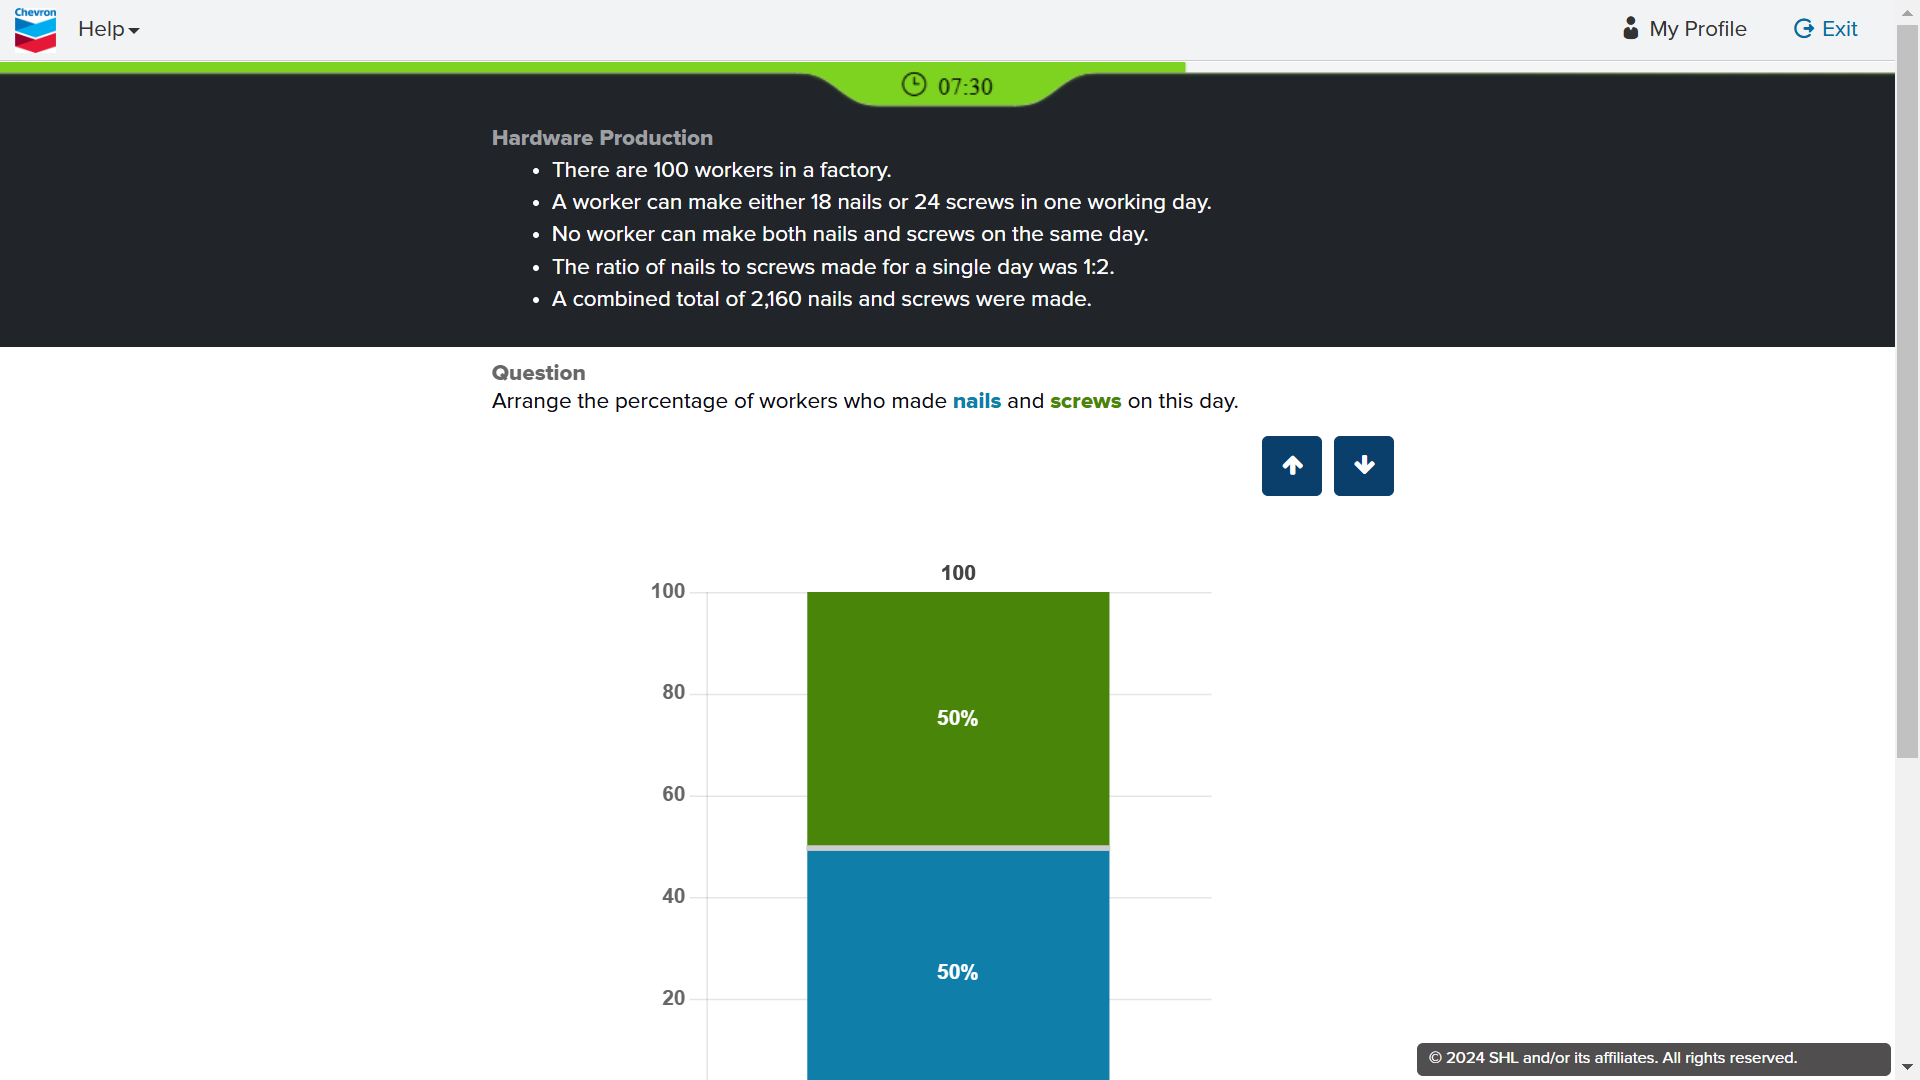 Chevron
Help
My Profile
Exit
07:30
Hardware Production
• There are 100 workers in a factory.
• A worker can make either 18 nails or 24 screws in one working day.
• No worker can make both nails and screws on the same day.
• The ratio of nails to screws made for a single day was 1:2.
• A combined total of 2,160 nails and screws were made.
Question
Arrange the percentage of workers who made nails and screws on this day.
100
100
80
50%
60
40
50%
20
© 2024 SHL and/or its affiliates. All rights reserved.